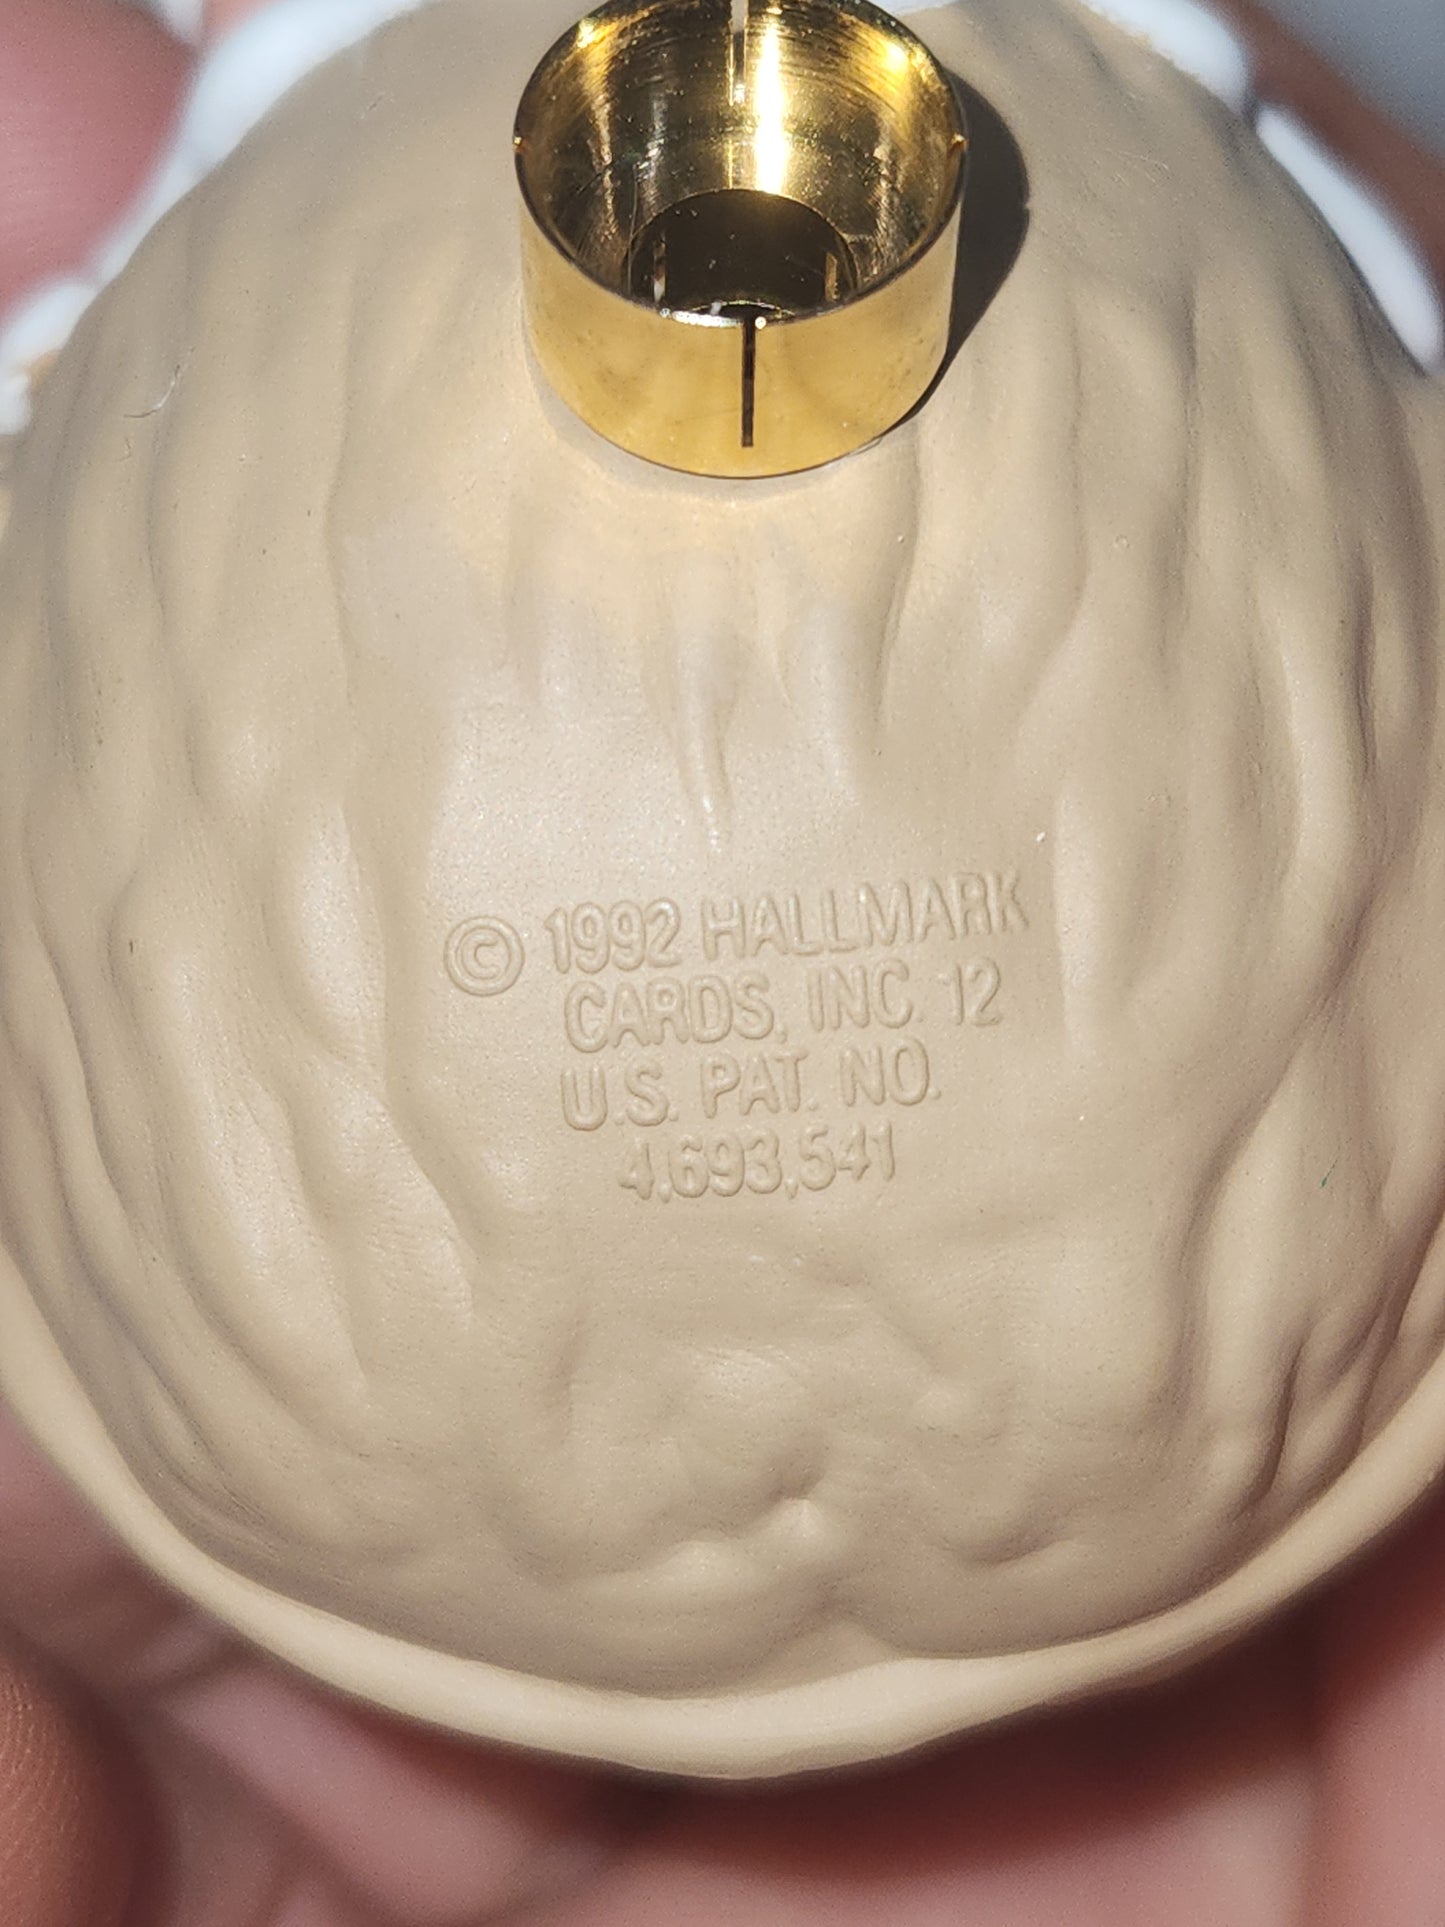 © 1992 HALLMARK
CARDS, INC. 12
U.S. PAT. NO.
4,693,541